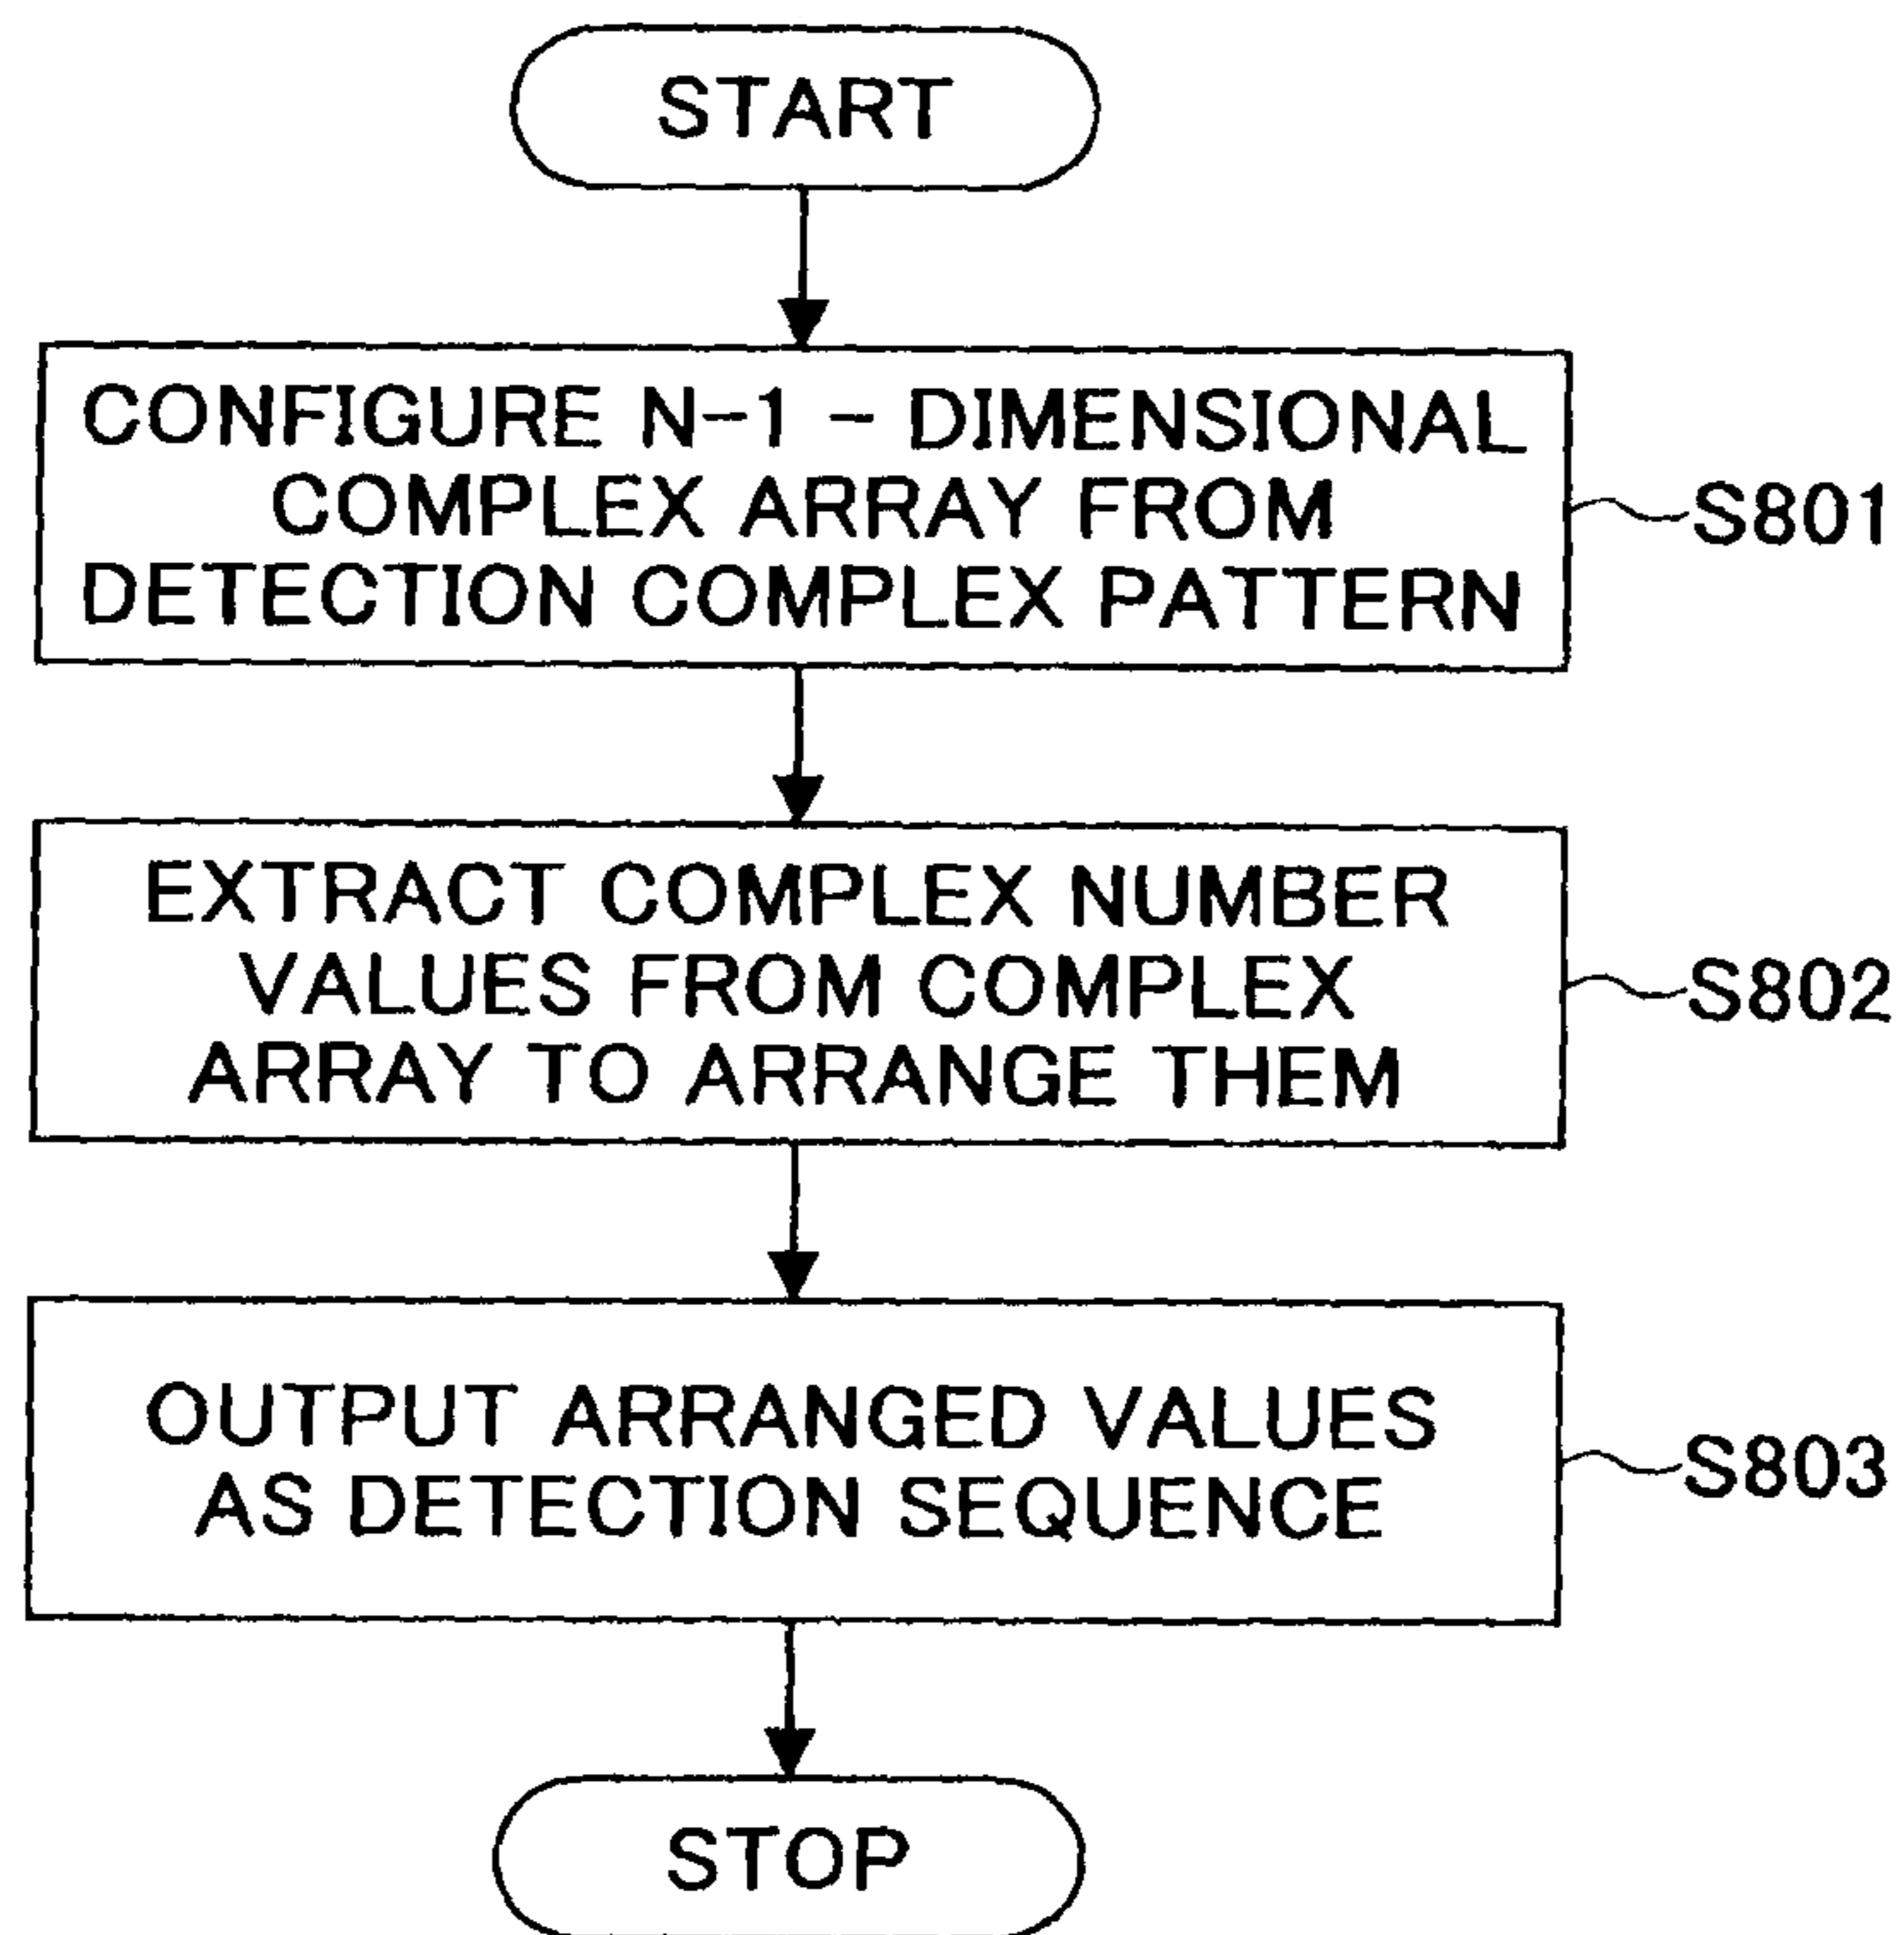 START
CONFIGURE N-1 - DIMENSIONAL
COMPLEX ARRAY FROM
DETECTION COMPLEX PATTERN
S801
EXTRACT COMPLEX NUMBER
VALUES FROM COMPLEX
ARRAY TO ARRANGE THEM
S802
OUTPUT ARRANGED VALUES
AS DETECTION SEQUENCE
S803
STOP